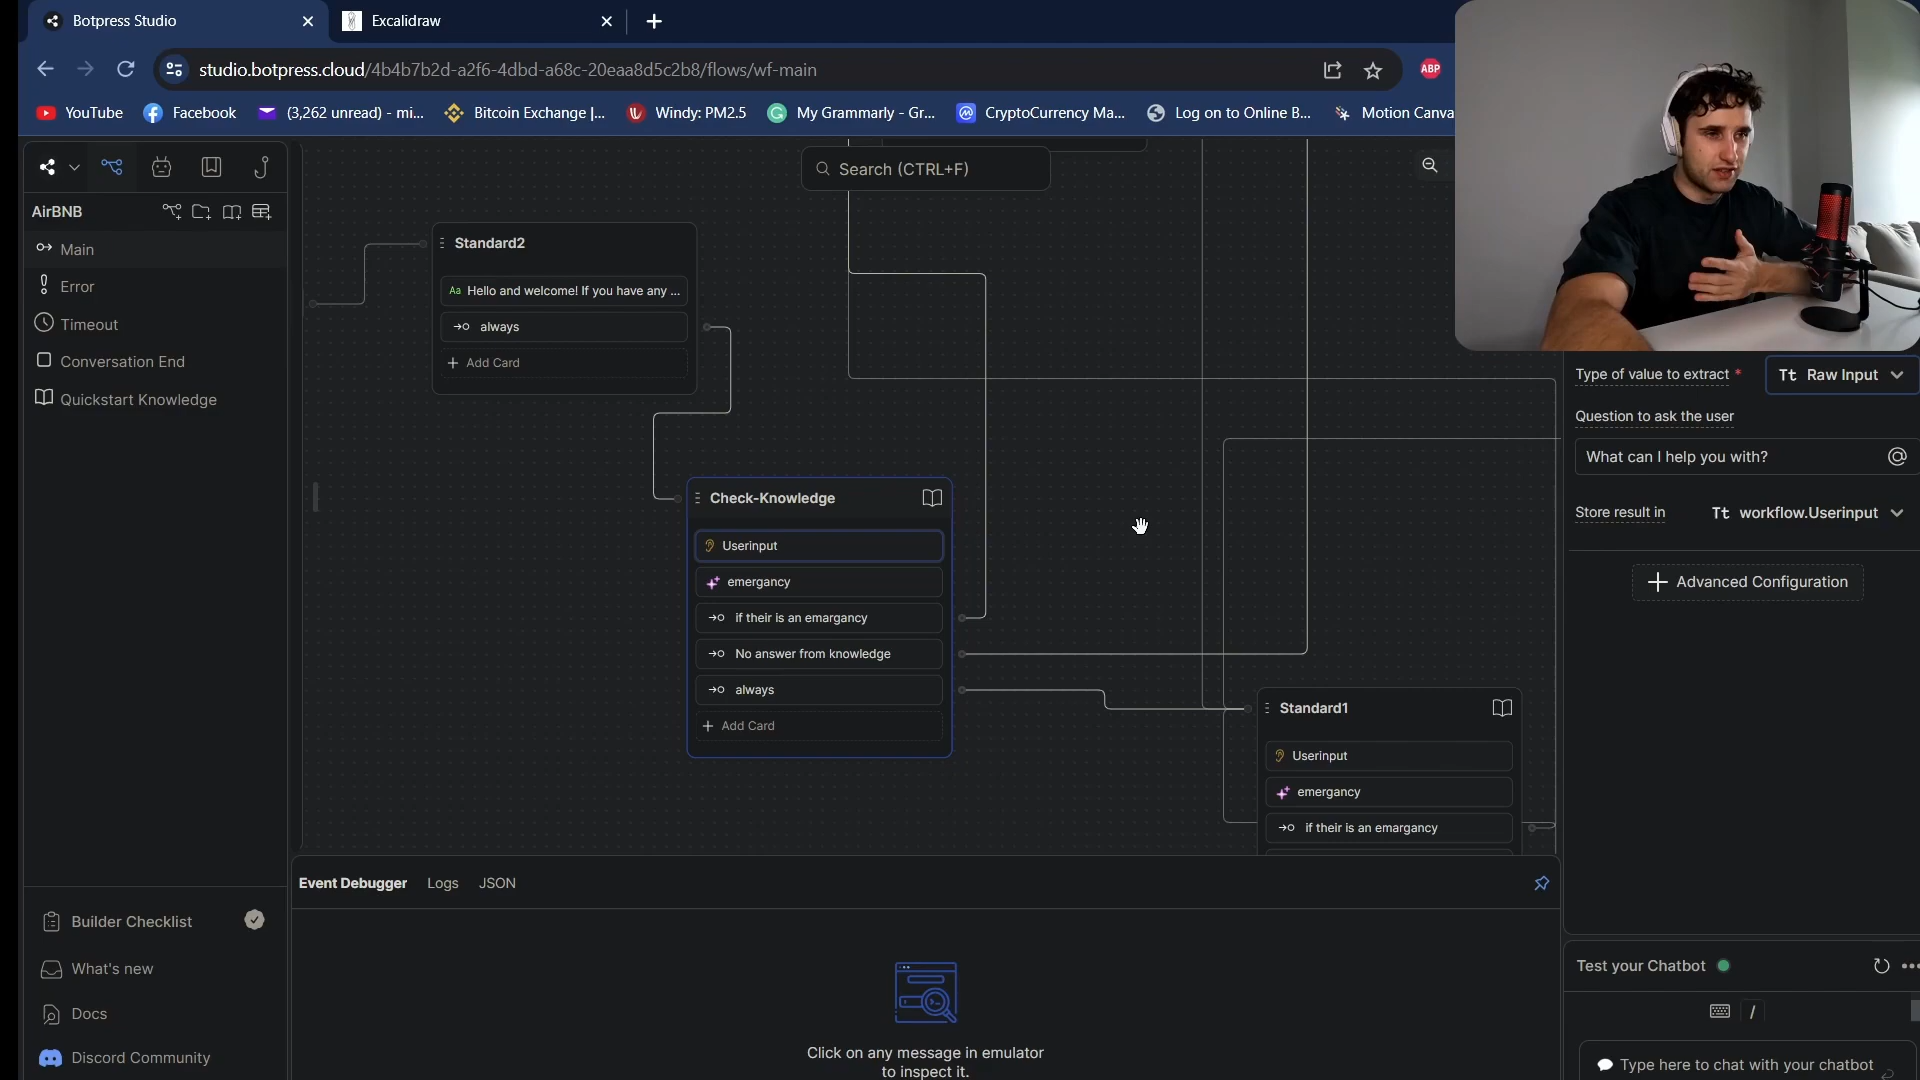 Botpress Studio
Excalidraw
studio.botpress.cloud/4b4b7b2d-a2f6-4dbd-a68c-20eaa8d5c2b8/flows/wf-main
ABP
YouTube
Facebook
(3,262 unread) - mi...
Bitcoin Exchange |...
Windy: PM2.5
My Grammarly - Gr...
CryptoCurrency Ma...
Log on to Online B...
Motion Canva
AirBNB
Main
Error
Timeout
Conversation End
Quickstart Knowledge
Builder Checklist
What's new
Docs
Discord Community
Search (CTRL+F)
Standard2
Aa Hello and welcome! If you have any ...
always
Add Card
Check-Knowledge
Userinput
emergancy
if their is an emargancy
No answer from knowledge
always
Add Card
Standard1
Userinput
emergancy
if their is an emargancy
Event Debugger
Logs
JSON
Click on any message in emulator
to inspect it.
Type of value to extract *
Tt Raw Input
Question to ask the user
What can I help you with?
@
Store result in
Tt workflow.Userinput
Advanced Configuration
Test your Chatbot
/
Type here to chat with your chatbot